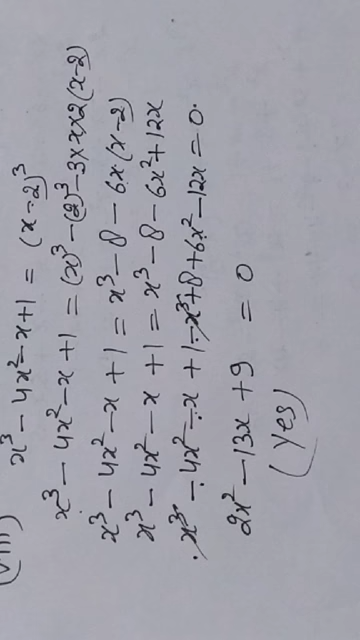 (viii)
x³ - 4x² - x + 1 = (x - 2)³
x³ - 4x² - x + 1 = (x)³ - (2)³ - 3×x×2(x-2)
x³ - 4x² - x + 1 = x³ - 8 - 6x(x-2)
x³ - 4x² - x + 1 = x³ - 8 - 6x² + 12x
x³ - 4x² - x + 1 - x³ + 8 + 6x² - 12x = 0.
2x² - 13x + 9 = 0
(Yes)